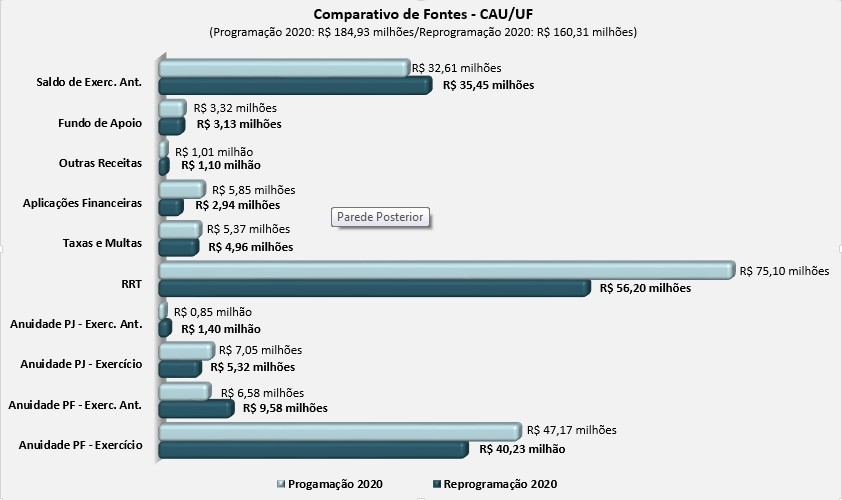 Comparativo de Fontes - CAU/UF
(Progamação 2020: R$ 184,93 milhões/Reprogramação 2020: R$ 160,31 milhões)
Saldo de Exerc. Ant.
R$ 32,61 milhões
R$ 35,45 milhões
Fundo de Apoio
R$ 3,32 milhões
R$ 3,13 milhões
Outras Receitas
R$ 1,01 milhão
R$ 1,10 milhão
Aplicações Financeiras
R$ 5,85 milhões
R$ 2,94 milhões
Parede Posterior
Taxas e Multas
R$ 5,37 milhões
R$ 4,96 milhões
RRT
R$ 75,10 milhões
R$ 56,20 milhões
Anuidade PJ - Exerc. Ant.
R$ 0,85 milhão
R$ 1,40 milhão
Anuidade PJ - Exercício
R$ 7,05 milhões
R$ 5,32 milhões
Anuidade PF - Exerc. Ant.
R$ 6,58 milhões
R$ 9,58 milhões
Anuidade PF - Exercício
R$ 47,17 milhões
R$ 40,23 milhão
Progamação 2020
Reprogramação 2020